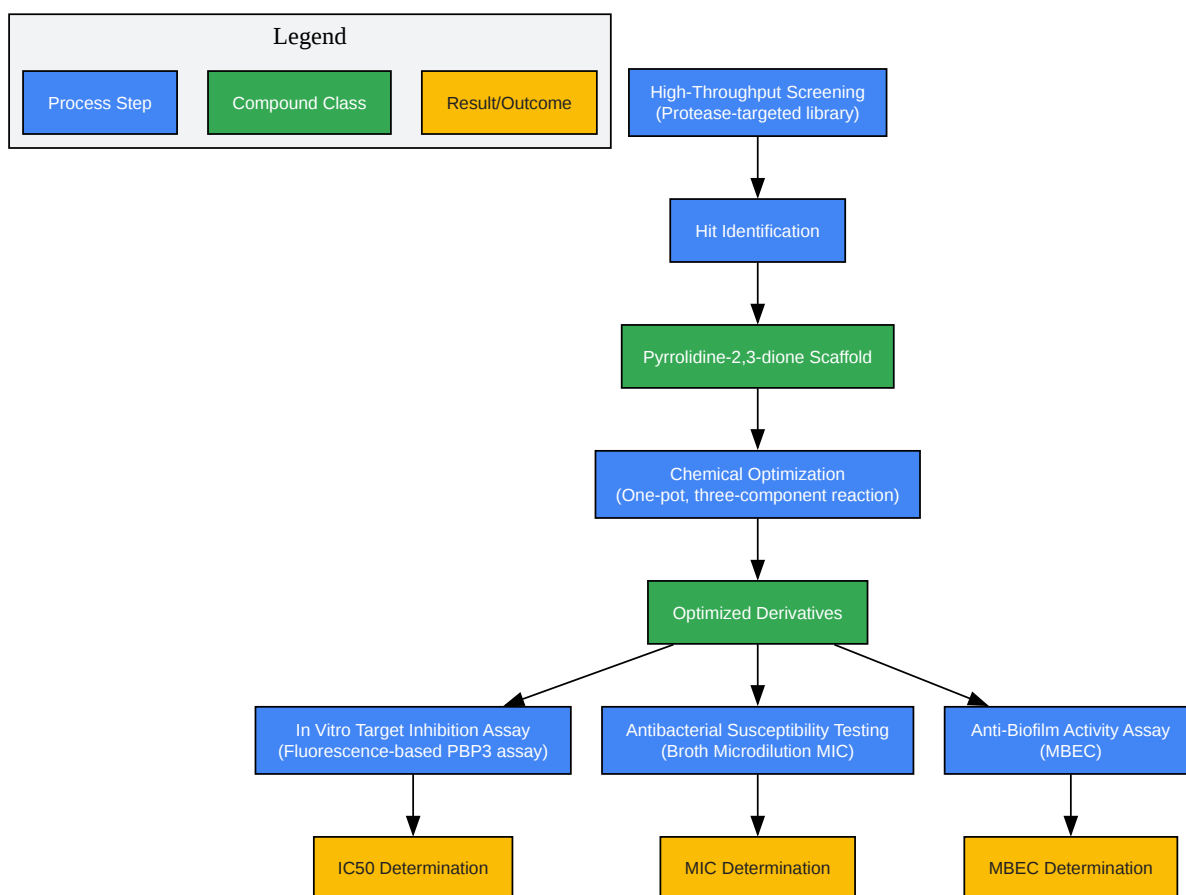 Legend
Process Step
Compound Class
Result/Outcome
High-Throughput Screening
(Protease-targeted library)
Hit Identification
Pyrrolidine-2,3-dione Scaffold
Chemical Optimization
(One-pot, three-component reaction)
Optimized Derivatives
In Vitro Target Inhibition Assay
(Fluorescence-based PBP3 assay)
Antibacterial Susceptibility Testing
(Broth Microdilution MIC)
Anti-Biofilm Activity Assay
(MBEC)
IC50 Determination
MIC Determination
MBEC Determination